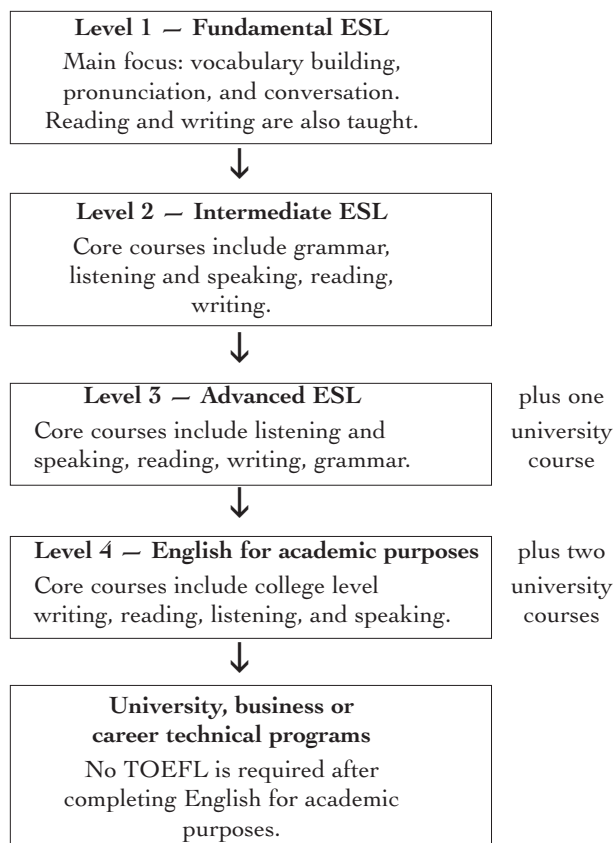 Level 1 — Fundamental ESL
Main focus: vocabulary building,
pronunciation, and conversation.
Reading and writing are also taught.
Level 2 — Intermediate ESL
Core courses include grammar,
listening and speaking, reading,
writing.
Level 3 — Advanced ESL
Core courses include listening and
speaking, reading, writing, grammar.
plus one
university
course
Level 4 — English for academic purposes
Core courses include college level
writing, reading, listening, and speaking.
plus two
university
courses
University, business or
career technical programs
No TOEFL is required after
completing English for academic
purposes.